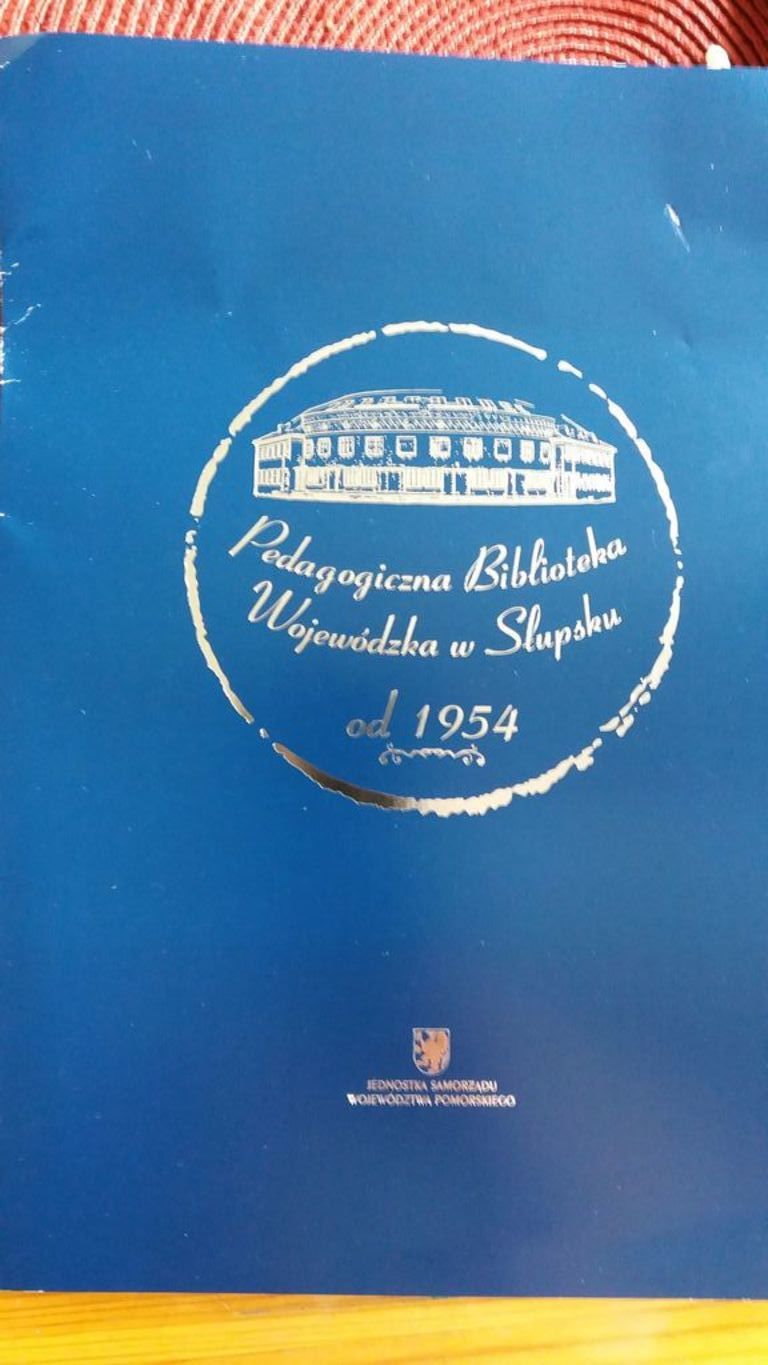 Pedagogiczna Biblioteka
Wojewódzka w Słupsku
od 1954
JEDNOSTKA SAMORZĄDU
WOJEWÓDZTWA POMORSKIEGO